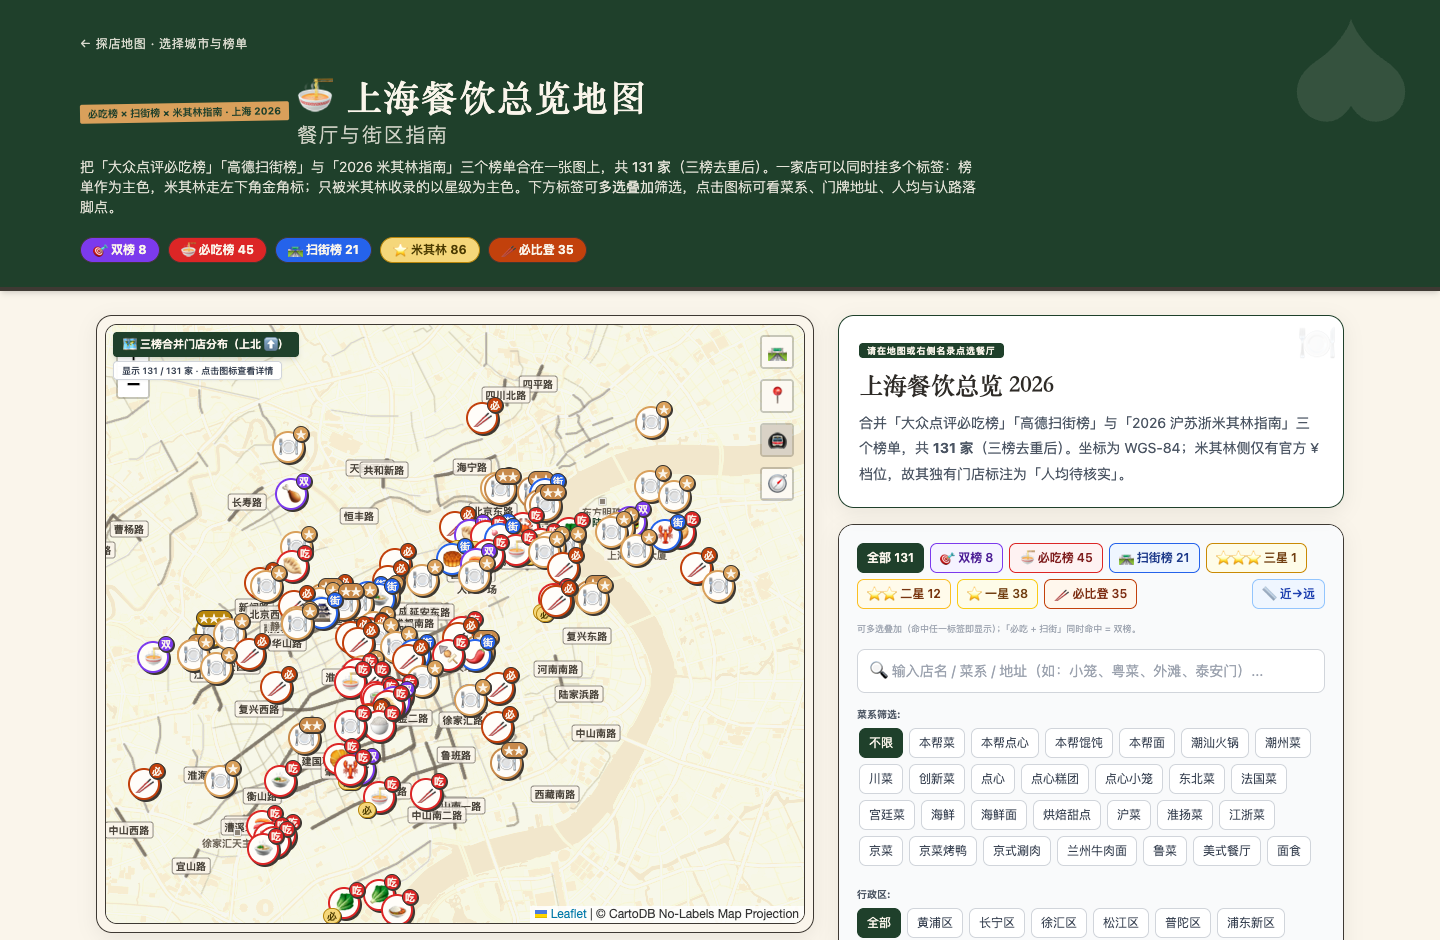 ← 探店地图 · 选择城市与榜单
必吃榜 × 扫街榜 × 米其林指南 · 上海 2026
上海餐饮总览地图
餐厅与街区指南
把「大众点评必吃榜」「高德扫街榜」与「2026 米其林指南」三个榜单合在一张图上，共 131 家（三榜去重后）。一家店可以同时挂多个标签：榜
单作为主色，米其林走左下角金角标；只被米其林收录的以星级为主色。下方标签可多选叠加筛选，点击图标可看菜系、门牌地址、人均与认路落
脚点。
双榜 8 必吃榜 45 扫街榜 21 米其林 86 必比登 35
三榜合并门店分布（上北 ⬆️）
显示 131 / 131 家 · 点击图标查看详情
−
四平路
四川北路
共和新路
海宁路
长寿路
恒丰路
曹杨路
北京东路
延安东路
复兴东路
华山路
河南南路
陆家浜路
复兴西路
徐家汇路
中山南路
鲁班路
西藏南路
衡山路
中山南二路
中山西路
宜山路
Leaflet | © CartoDB No-Labels Map Projection
请在地图或右侧名录点选餐厅
上海餐饮总览 2026
合并「大众点评必吃榜」「高德扫街榜」与「2026 沪苏浙米其林指南」三
个榜单，共 131 家（三榜去重后）。坐标为 WGS-84；米其林侧仅有官方 ¥
档位，故其独有门店标注为「人均待核实」。
全部 131 双榜 8 必吃榜 45 扫街榜 21 三星 1
二星 12 一星 38 必比登 35 近→远
可多选叠加（命中任一标签即显示）；「必吃 + 扫街」同时命中 = 双榜。
输入店名 / 菜系 / 地址（如：小笼、粤菜、外滩、泰安门）…
菜系筛选:
不限 本帮菜 本帮点心 本帮馄饨 本帮面 潮汕火锅 潮州菜
川菜 创新菜 点心 点心糕团 点心小笼 东北菜 法国菜
宫廷菜 海鲜 海鲜面 烘焙甜点 沪菜 淮扬菜 江浙菜
京菜 京菜烤鸭 京式涮肉 兰州牛肉面 鲁菜 美式餐厅 面食
行政区:
全部 黄浦区 长宁区 徐汇区 松江区 普陀区 浦东新区